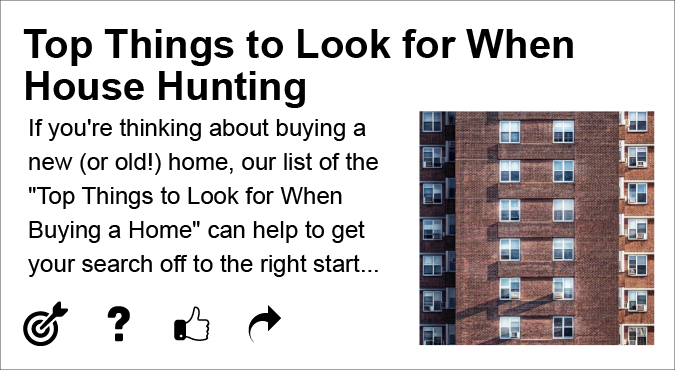 Top Things to Look for When
House Hunting
If you're thinking about buying a
new (or old!) home, our list of the
"Top Things to Look for When
Buying a Home" can help to get
your search off to the right start...
?